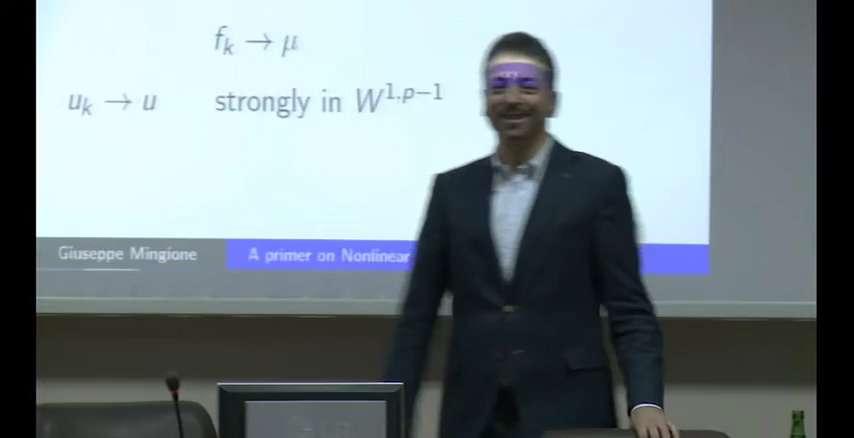 f_k → μ
u_k → u strongly in W^{1,p−1}
Giuseppe Mingione A primer on Nonlinear